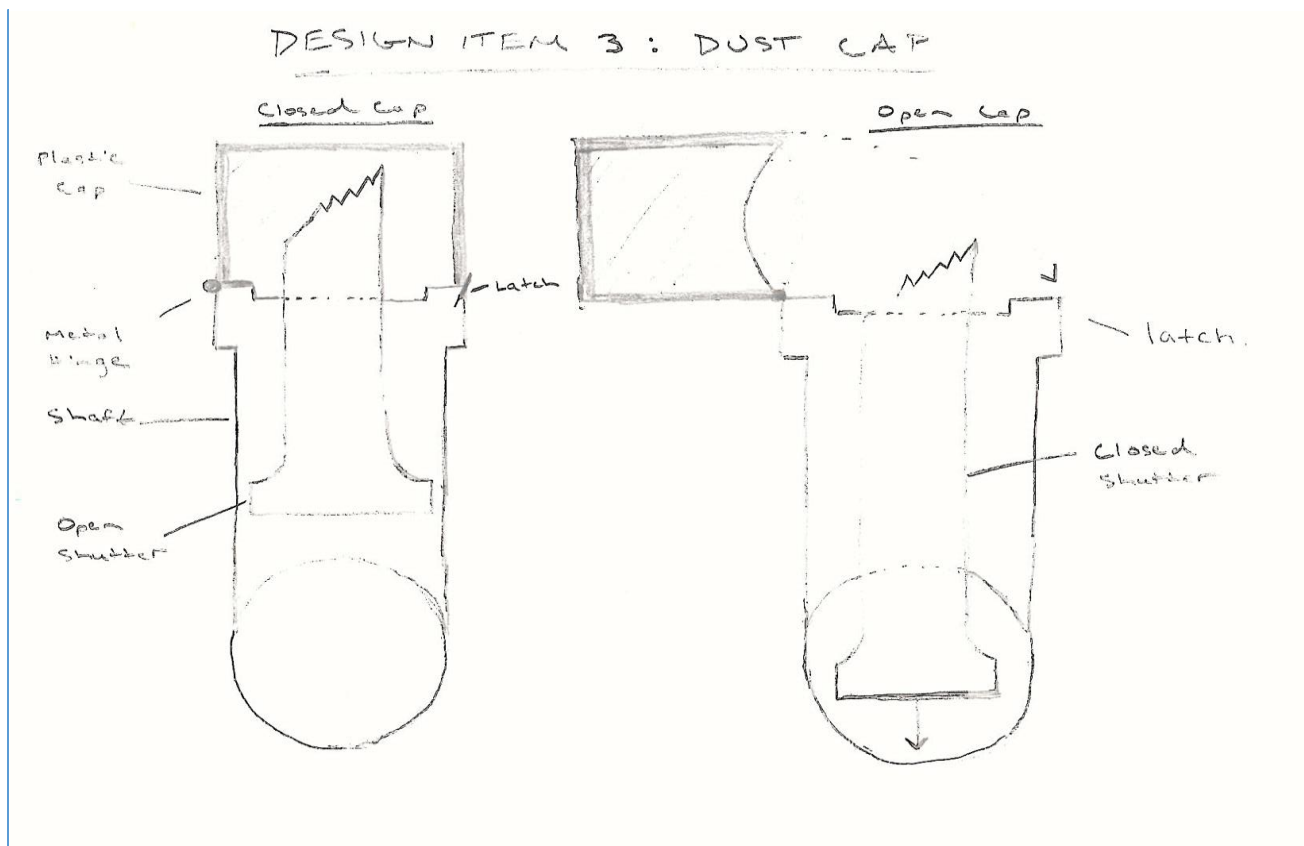 DESIGN ITEM 3 : DUST CAP
Closed Cap
Open Cap
Plastic
Cap
Latch
Metal
Hinge
latch.
Shaft
Closed
Shutter
Open
Shutter